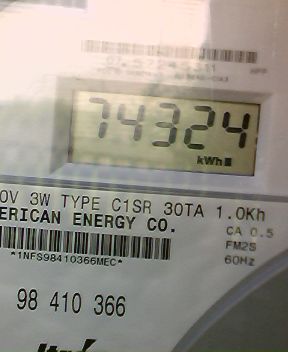 74324
kWh
0V 3W TYPE C1SR 30TA 1.0Kh
ERICAN ENERGY CO.
CA 0.5
FM2S
60Hz
*1NFS98410366MEC*
98 410 366